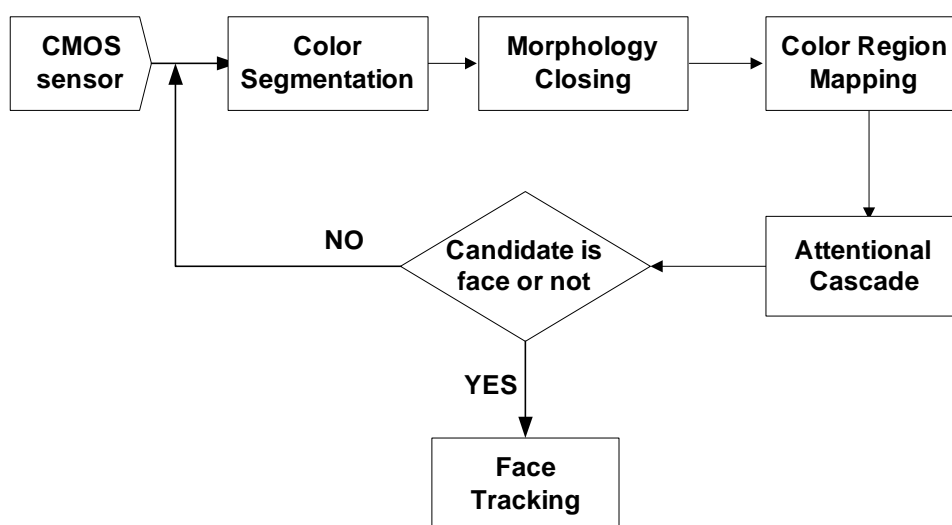 CMOS
sensor
Color
Segmentation
Morphology
Closing
Color Region
Mapping
Attentional
Cascade
Candidate is
face or not
NO
YES
Face
Tracking